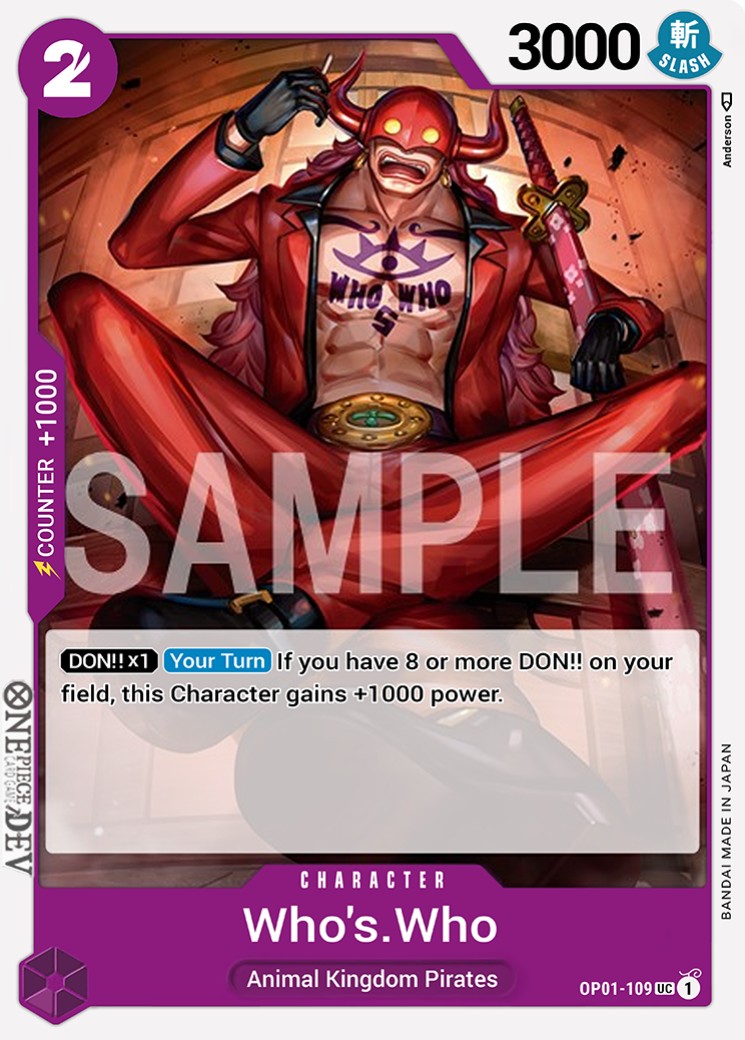 2
3000
斬
SLASH
Anderson
WHO WHO
S
COUNTER +1000
SAMPLE
DON!! x1 Your Turn If you have 8 or more DON!! on your
field, this Character gains +1000 power.
ONE PIECE
CARD GAME
DEV
BANDAI MADE IN JAPAN
CHARACTER
Who's.Who
Animal Kingdom Pirates
OP01-109 UC 1